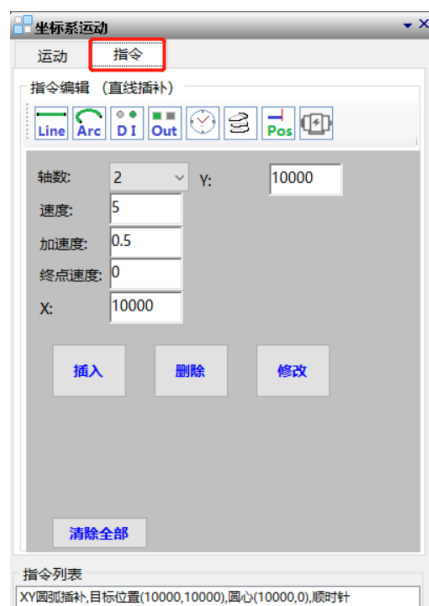 坐标系运动
运动 指令
指令编辑 （直线插补）
Line Arc D I Out Pos
轴数: 2 Y: 10000
速度: 5
加速度: 0.5
终点速度: 0
X: 10000
插入 删除 修改
清除全部
指令列表
XY圆弧插补,目标位置(10000,10000),圆心(10000,0),顺时针